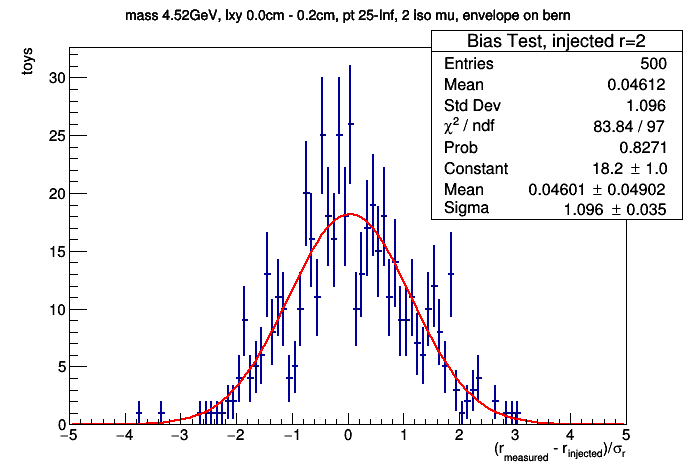 mass 4.52GeV, lxy 0.0cm - 0.2cm, pt 25-Inf, 2 Iso mu, envelope on bern
Bias Test, injected r=2
Entries 500
Mean 0.04612
Std Dev 1.096
χ² / ndf 83.84 / 97
Prob 0.8271
Constant 18.2 ± 1.0
Mean 0.04601 ± 0.04902
Sigma 1.096 ± 0.035
toys
30
25
20
15
10
5
0
−5 −4 −3 −2 −1 0 1 2 3 4 5
(r_measured - r_injected)/σ_r